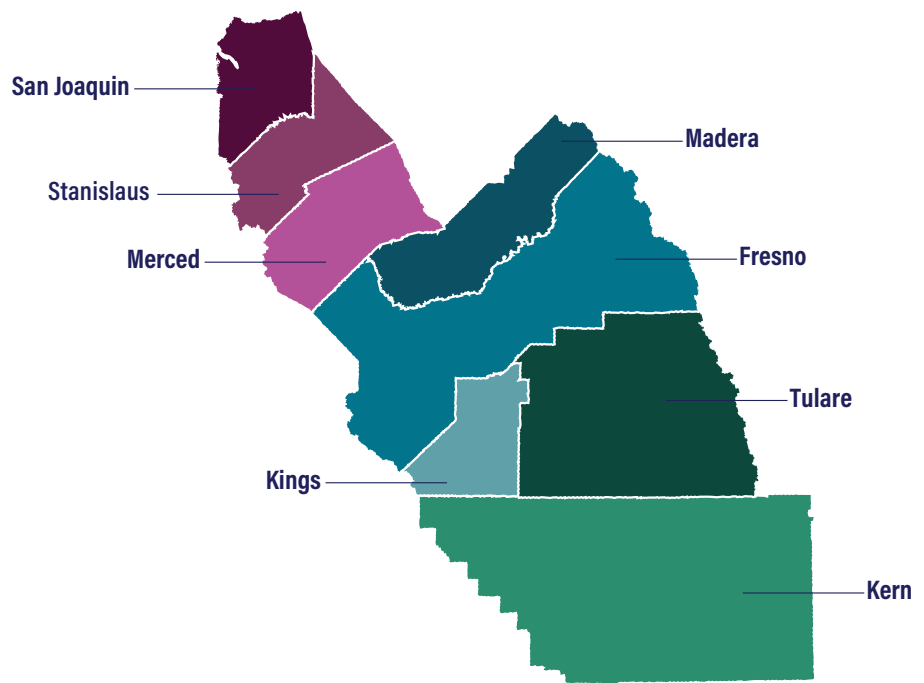 San Joaquin
Madera
Stanislaus
Merced
Fresno
Tulare
Kings
Kern